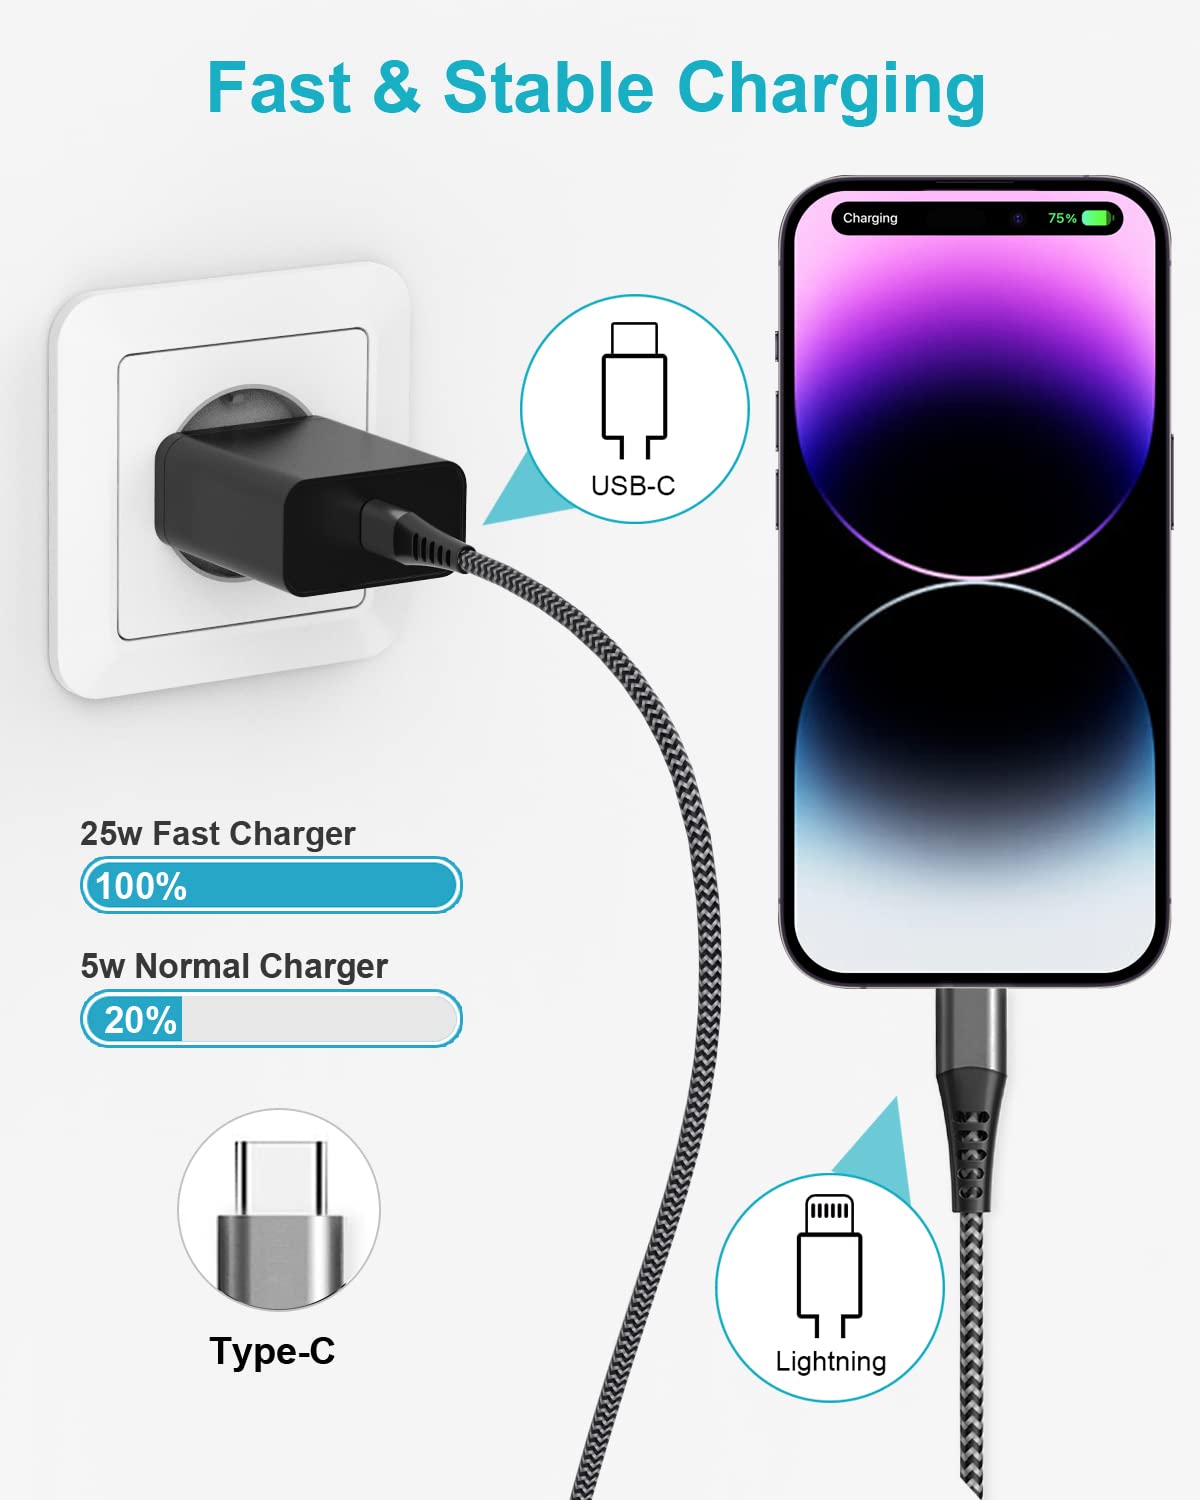 Fast & Stable Charging
Charging
75%
USB-C
25w Fast Charger
100%
5w Normal Charger
20%
Type-C
Lightning